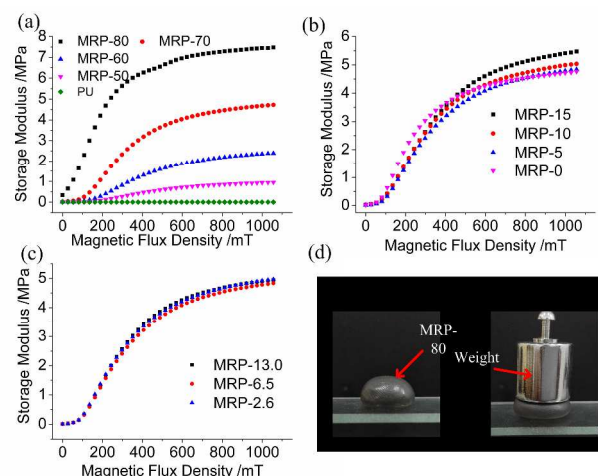 (a)
MRP-80 MRP-70
MRP-60
MRP-50
PU
Storage Modulus /MPa
8
7
6
5
4
3
2
1
0
0 200 400 600 800 1000
Magnetic Flux Density /mT
(b)
Storage Modulus /MPa
6
5
4
3
2
1
0
MRP-15
MRP-10
MRP-5
MRP-0
0 200 400 600 800 1000
Magnetic Flux Density /mT
(c)
Storage Modulus /MPa
5
4
3
2
1
0
MRP-13.0
MRP-6.5
MRP-2.6
0 200 400 600 800 1000
Magnetic Flux Density /mT
(d)
MRP-
80
Weight